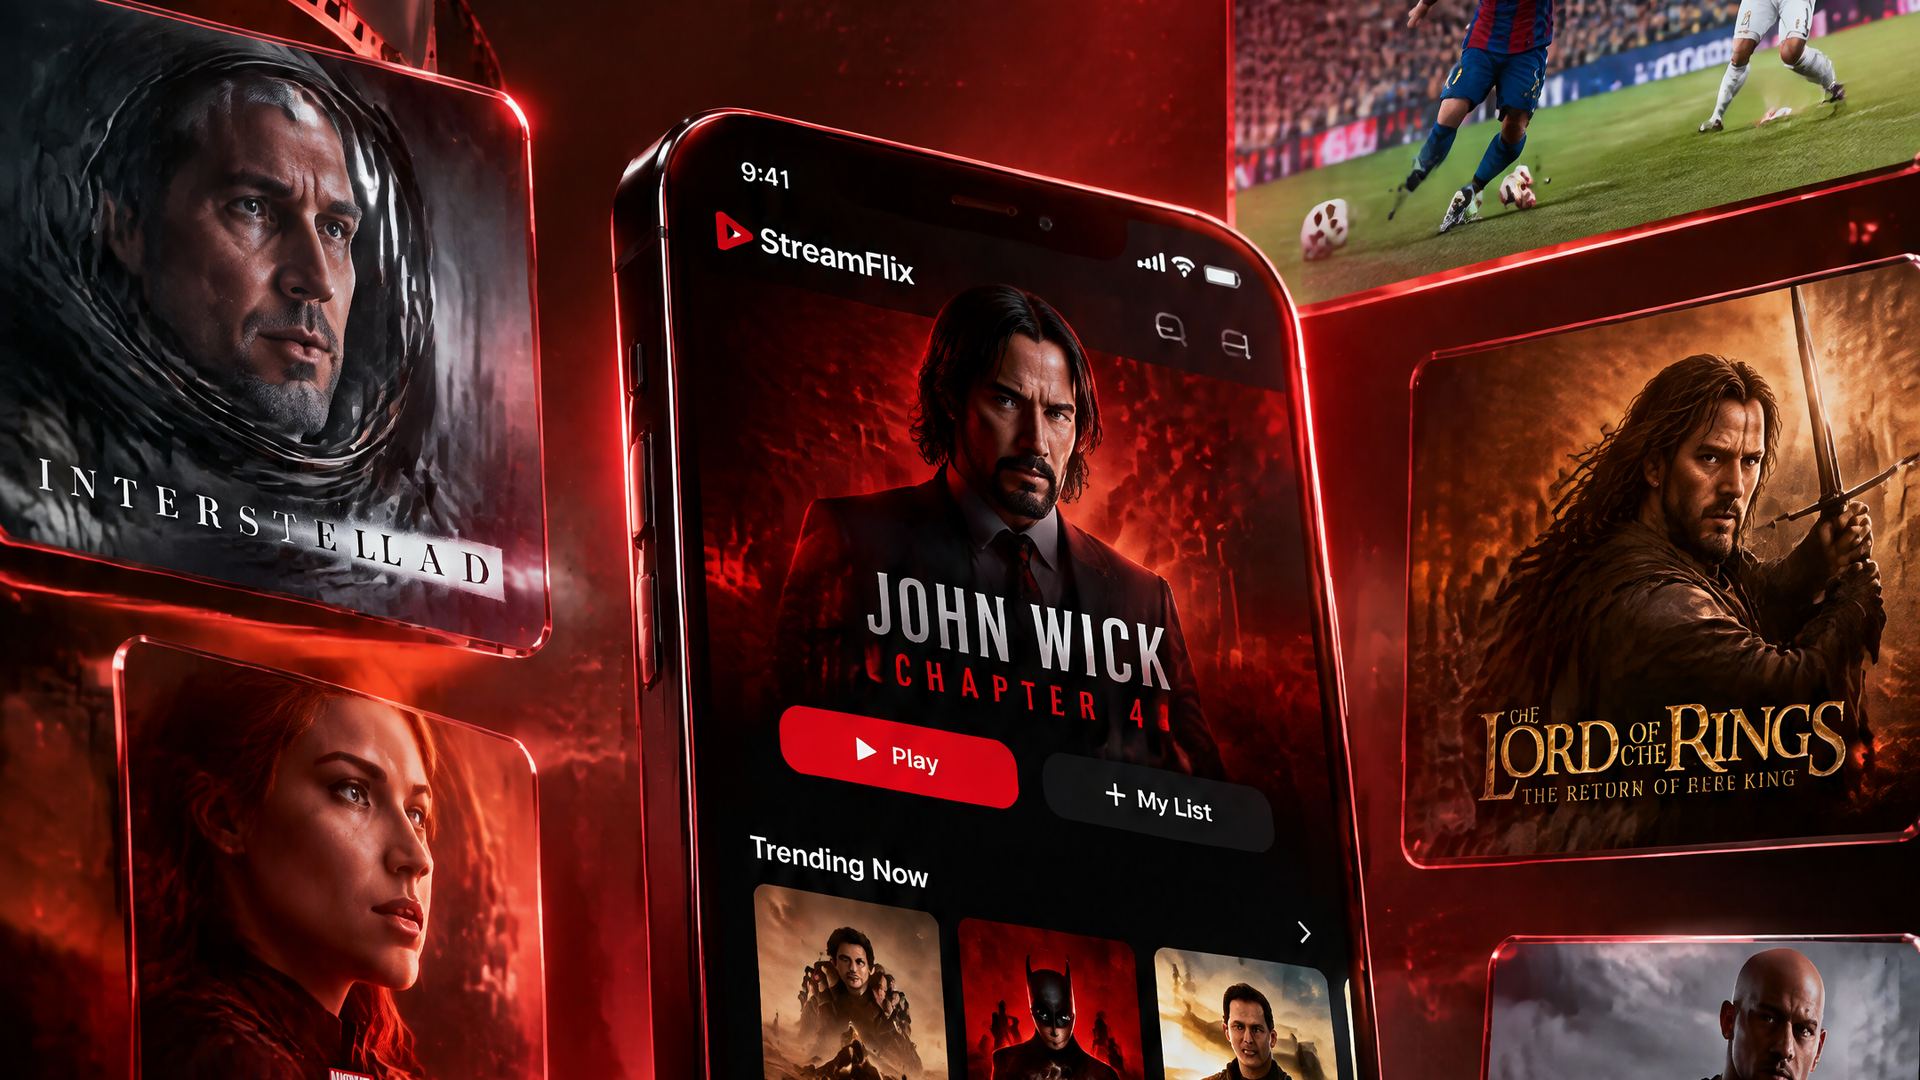 INTERSTELLAD
9:41
StreamFlix
JOHN WICK
CHAPTER 4
Play
+ My List
Trending Now
THE LORD OF THE RINGS
THE RETURN OF RERE KING